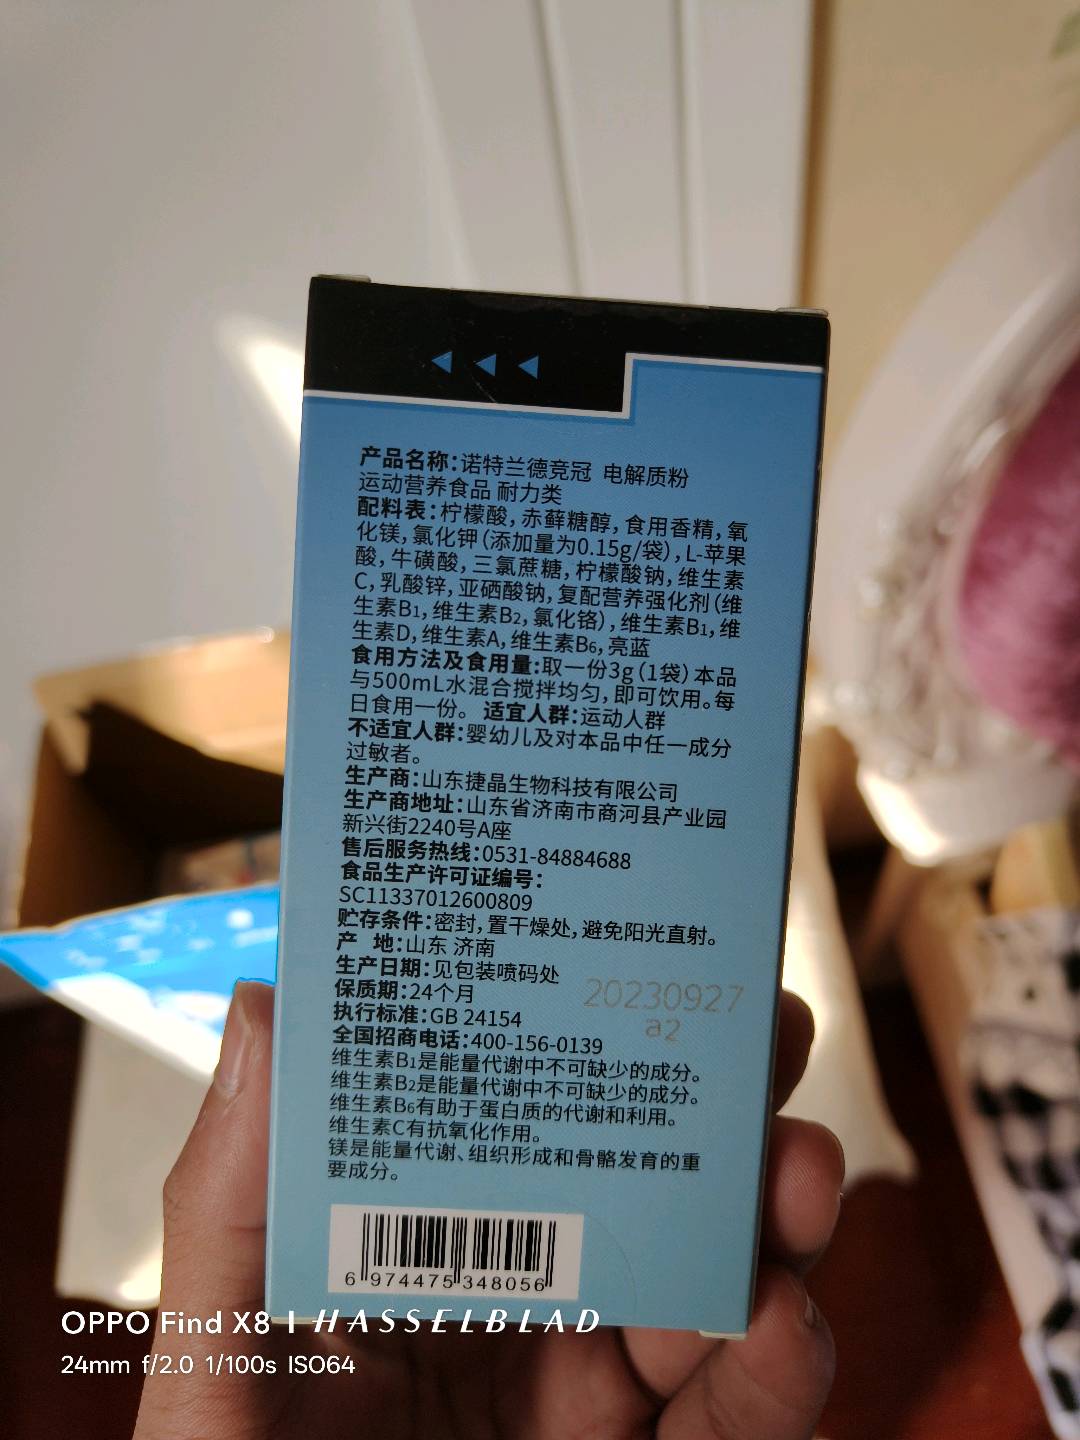 产品名称:诺特兰德竞冠 电解质粉
运动营养食品 耐力类
配料表:柠檬酸,赤藓糖醇,食用香精,氧
化镁,氯化钾(添加量为0.15g/袋),L-苹果
酸,牛磺酸,三氯蔗糖,柠檬酸钠,维生素
C,乳酸锌,亚硒酸钠,复配营养强化剂(维
生素B1,维生素B2,氯化铬),维生素B1,维
生素D,维生素A,维生素B6,亮蓝
食用方法及食用量:取一份3g(1袋)本品
与500mL水混合搅拌均匀,即可饮用。每
日食用一份。 适宜人群:运动人群
不适宜人群:婴幼儿及对本品中任一成分
过敏者。
生产商:山东捷晶生物科技有限公司
生产商地址:山东省济南市商河县产业园
新兴街2240号A座
售后服务热线:0531-84884688
食品生产许可证编号:
SC11337012600809
贮存条件:密封,置干燥处,避免阳光直射。
产 地:山东 济南
生产日期:见包装喷码处
保质期:24个月
20230927
a2
执行标准:GB 24154
全国招商电话:400-156-0139
维生素B1是能量代谢中不可缺少的成分。
维生素B2是能量代谢中不可缺少的成分。
维生素B6有助于蛋白质的代谢和利用。
维生素C有抗氧化作用。
镁是能量代谢、组织形成和骨骼发育的重
要成分。
6 974475 348056
OPPO Find X8 | HASSELBLAD
24mm f/2.0 1/100s ISO64